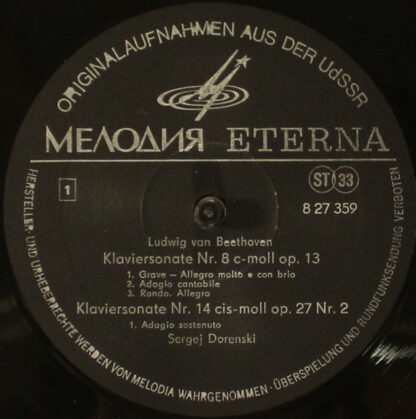 ORIGINALAUFNAHMEN AUS DER UdSSR
МЕЛОДИЯ ETERNA
ST 33
1
8 27 359
Ludwig van Beethoven
Klaviersonate Nr. 8 c-moll op. 13
1. Grave – Allegro molto e con brio
2. Adagio cantabile
3. Rondo. Allegro
Klaviersonate Nr. 14 cis-moll op. 27 Nr. 2
1. Adagio sostenuto
Sergej Dorenski
HERSTELLER- UND URHEBERRECHTE WERDEN VON MELODIA WAHRGENOMMEN · ÜBERSPIELUNG UND RUNDFUNKSENDUNG VERBOTEN